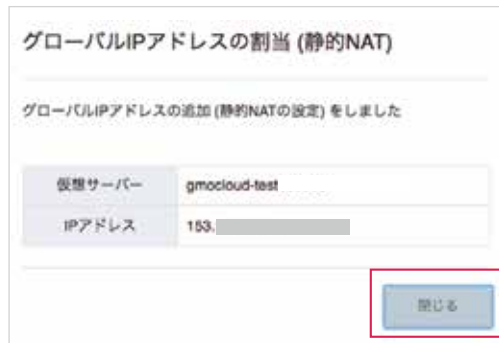 グローバルIPアドレスの割当 (静的NAT)
グローバルIPアドレスの追加 (静的NATの設定) をしました
仮想サーバー gmocloud-test
IPアドレス 153.
閉じる